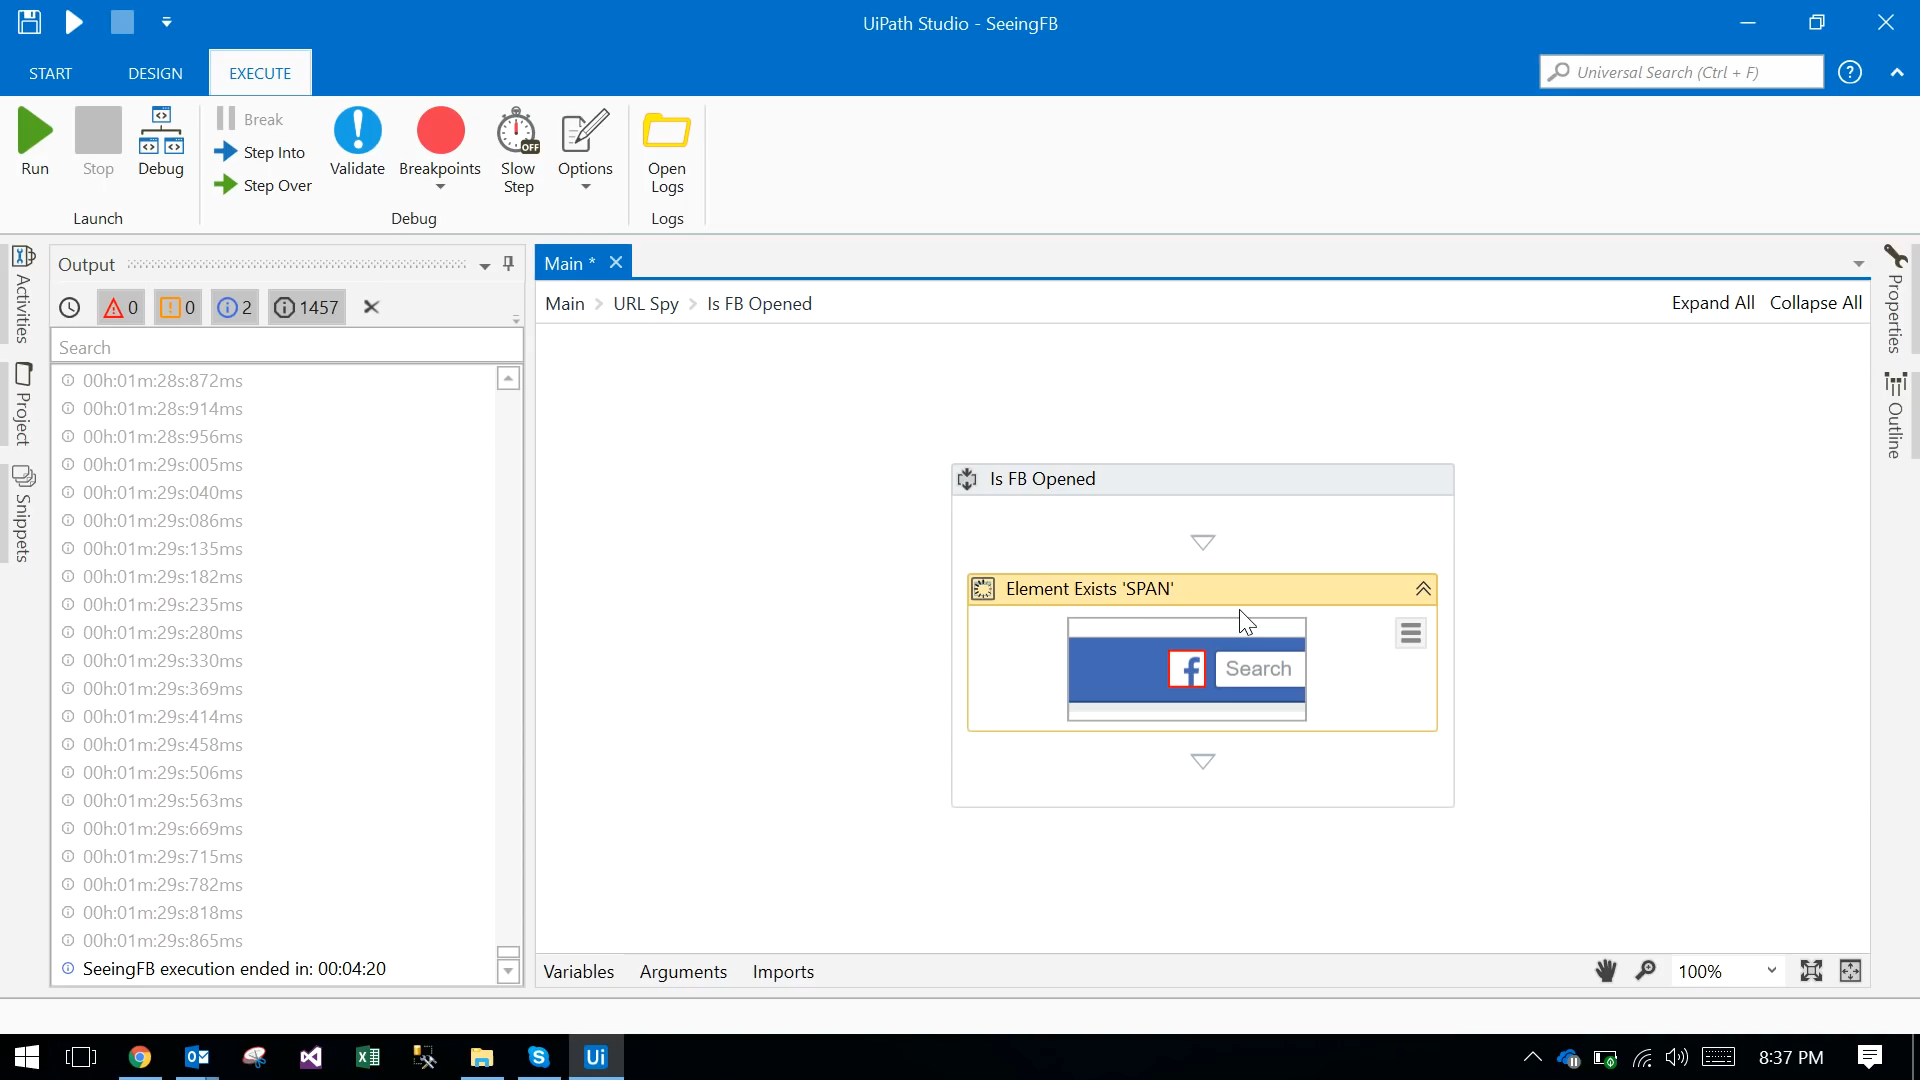 UiPath Studio - SeeingFB
START DESIGN EXECUTE
Universal Search (Ctrl + F)
Run
Stop
Debug
Launch
Break
Step Into
Step Over
Validate
Breakpoints
Slow Step
OFF
Options
Debug
Open Logs
Logs
Activities
Project
Snippets
Output
0 0 2 1457
Search
00h:01m:28s:872ms
00h:01m:28s:914ms
00h:01m:28s:956ms
00h:01m:29s:005ms
00h:01m:29s:040ms
00h:01m:29s:086ms
00h:01m:29s:135ms
00h:01m:29s:182ms
00h:01m:29s:235ms
00h:01m:29s:280ms
00h:01m:29s:330ms
00h:01m:29s:369ms
00h:01m:29s:414ms
00h:01m:29s:458ms
00h:01m:29s:506ms
00h:01m:29s:563ms
00h:01m:29s:669ms
00h:01m:29s:715ms
00h:01m:29s:782ms
00h:01m:29s:818ms
00h:01m:29s:865ms
SeeingFB execution ended in: 00:04:20
Main *
Main > URL Spy > Is FB Opened
Expand All Collapse All
Is FB Opened
Element Exists 'SPAN'
f Search
Variables Arguments Imports
100%
Properties
Outline
Ui
8:37 PM